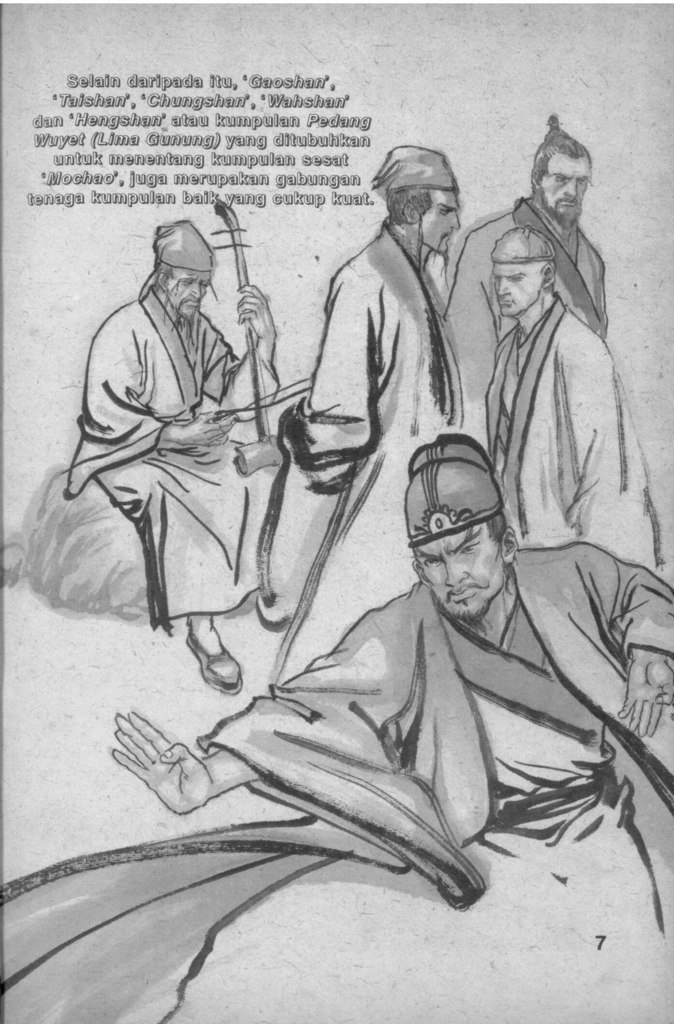 Selain daripada itu, 'Gaoshan',
'Taishan', 'Chungshan', 'Wahshan'
dan 'Hengshan' atau kumpulan Pedang
Wuyet (Lima Gunung) yang ditubuhkan
untuk menentang kumpulan sesat
'Mochao', juga merupakan gabungan
tenaga kumpulan baik yang cukup kuat.
7